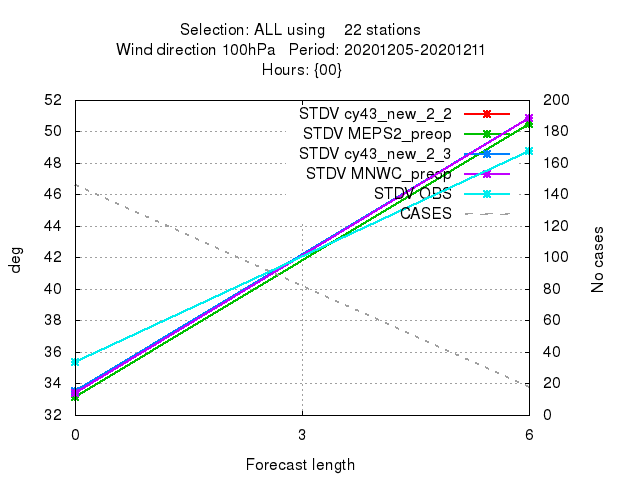 Selection: ALL using 22 stations
Wind direction 100hPa Period: 20201205-20201211
Hours: {00}
52 200
50 180
48 160
46 140
44 120
42 100
40 80
38 60
36 40
34 20
32 0
STDV cy43_new_2_2
STDV MEPS2_preop
STDV cy43_new_2_3
STDV MNWC_preop
STDV OBS
CASES
deg
No cases
0 3 6
Forecast length